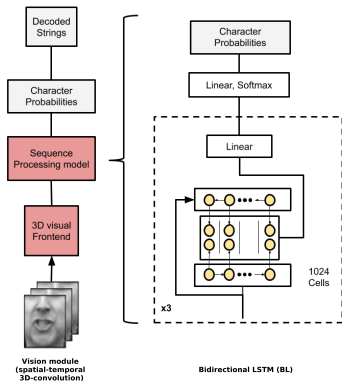 Decoded
Strings
Character
Probabilities
Sequence
Processing model
3D visual
Frontend
Vision module
(spatial-temporal
3D-convolution)
Character
Probabilities
Linear, Softmax
Linear
1024
Cells
x3
Bidirectional LSTM (BL)